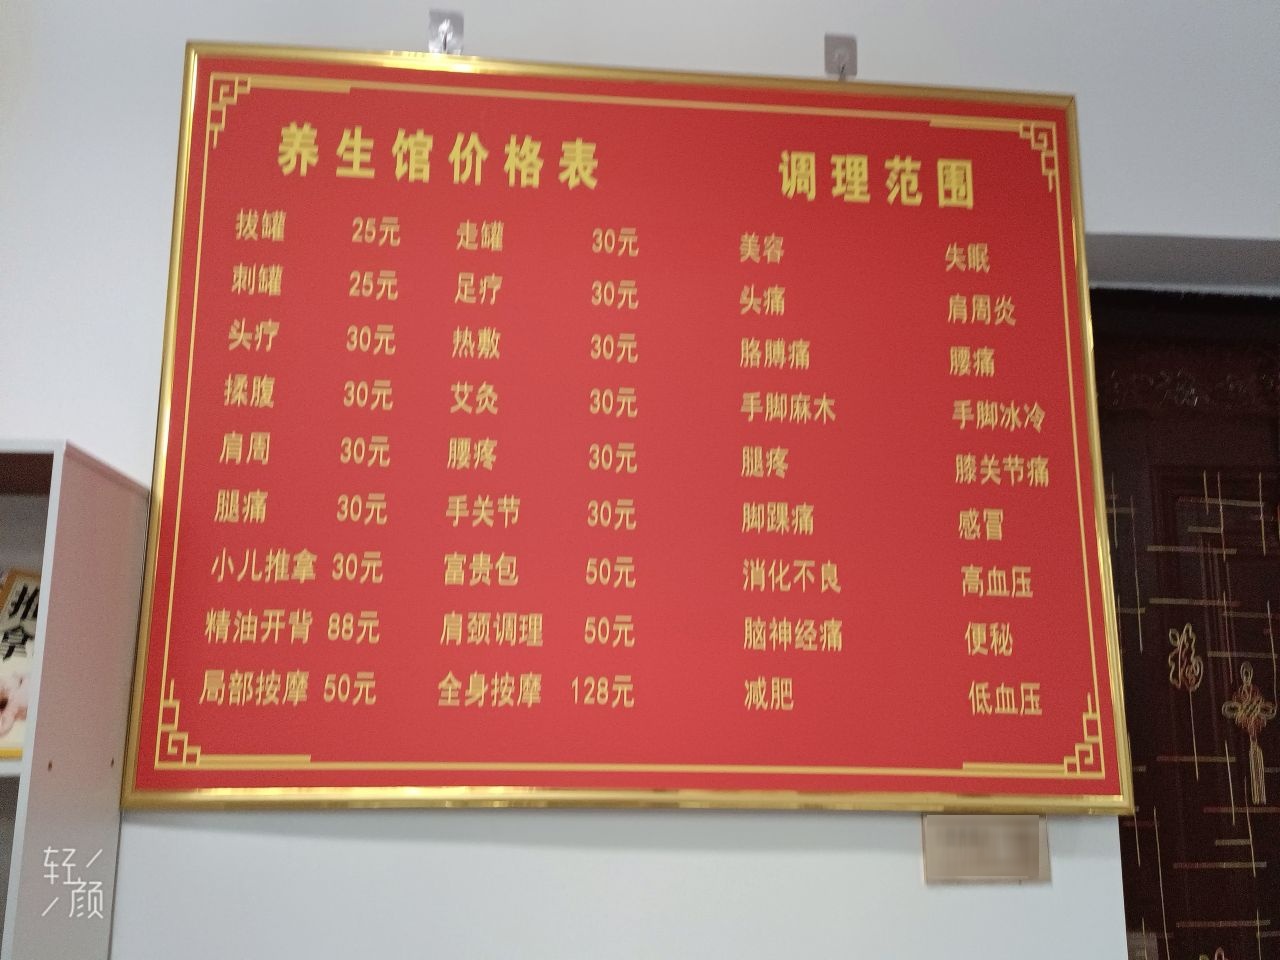 养生馆价格表 调理范围
拔罐 25元 走罐 30元 美容 失眠
刺罐 25元 足疗 30元 头痛 肩周炎
头疗 30元 热敷 30元 胳膊痛 腰痛
揉腹 30元 艾灸 30元 手脚麻木 手脚冰冷
肩周 30元 腰疼 30元 腿疼 膝关节痛
腿痛 30元 手关节 30元 脚踝痛 感冒
小儿推拿 30元 富贵包 50元 消化不良 高血压
精油开背 88元 肩颈调理 50元 脑神经痛 便秘
局部按摩 50元 全身按摩 128元 减肥 低血压
推拿
福
轻颜